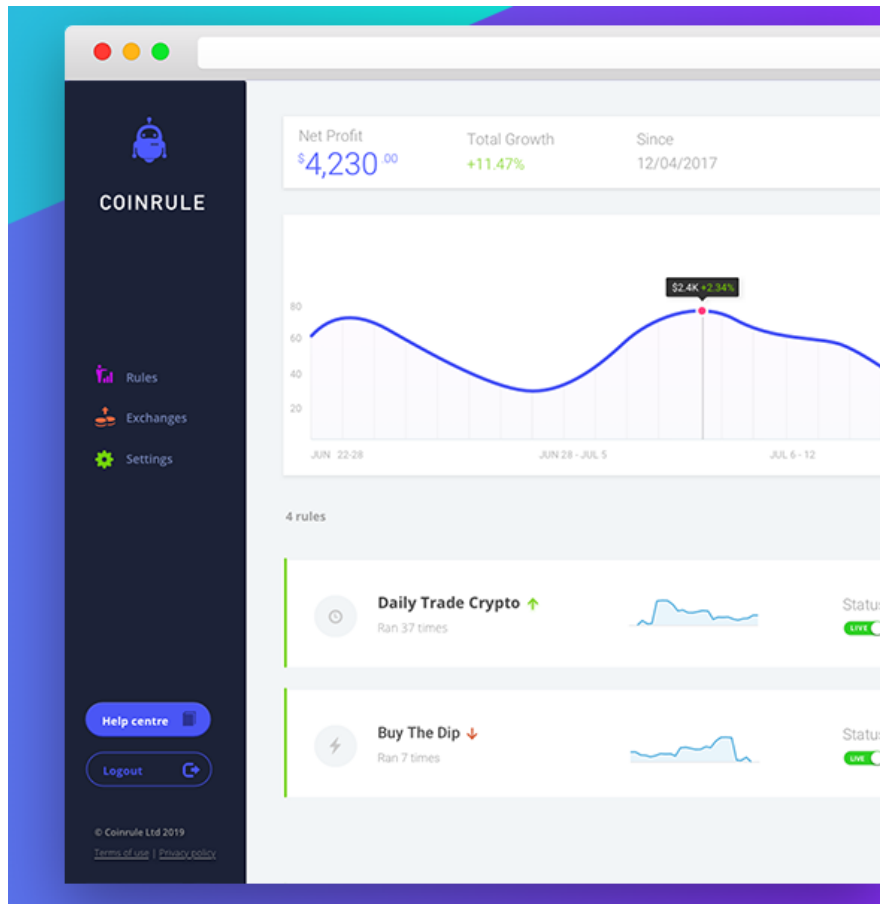 COINRULE
Rules
Exchanges
Settings
Help centre
Logout
© Coinrule Ltd 2019
Terms of use | Privacy policy
Net Profit Total Growth Since
$4,230.00 +11.47% 12/04/2017
$2.4K +2.34%
80
60
40
20
JUN 22-28 JUN 28 - JUL 5 JUL 6 - 12
4 rules
Daily Trade Crypto
Ran 37 times
Status
LIVE
Buy The Dip
Ran 7 times
Status
LIVE